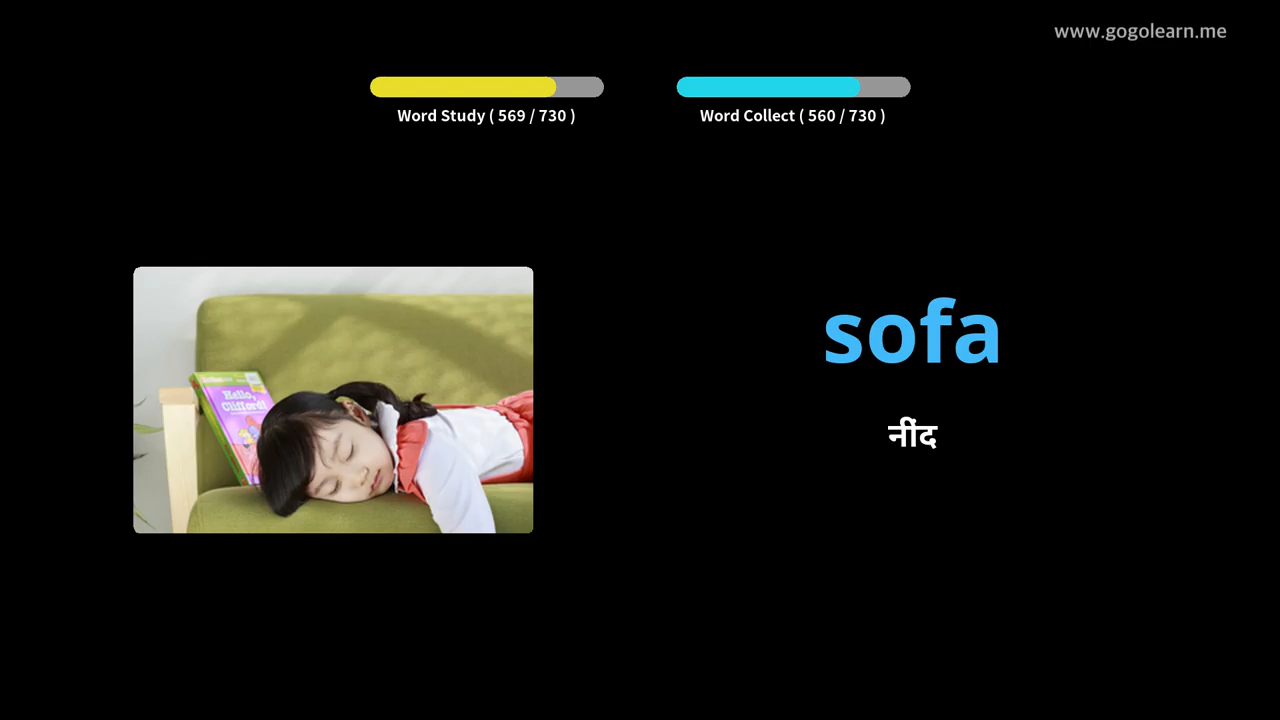 www.gogolearn.me
Word Study ( 569 / 730 )
Word Collect ( 560 / 730 )
Hello,
Clifford!
sofa
नींद